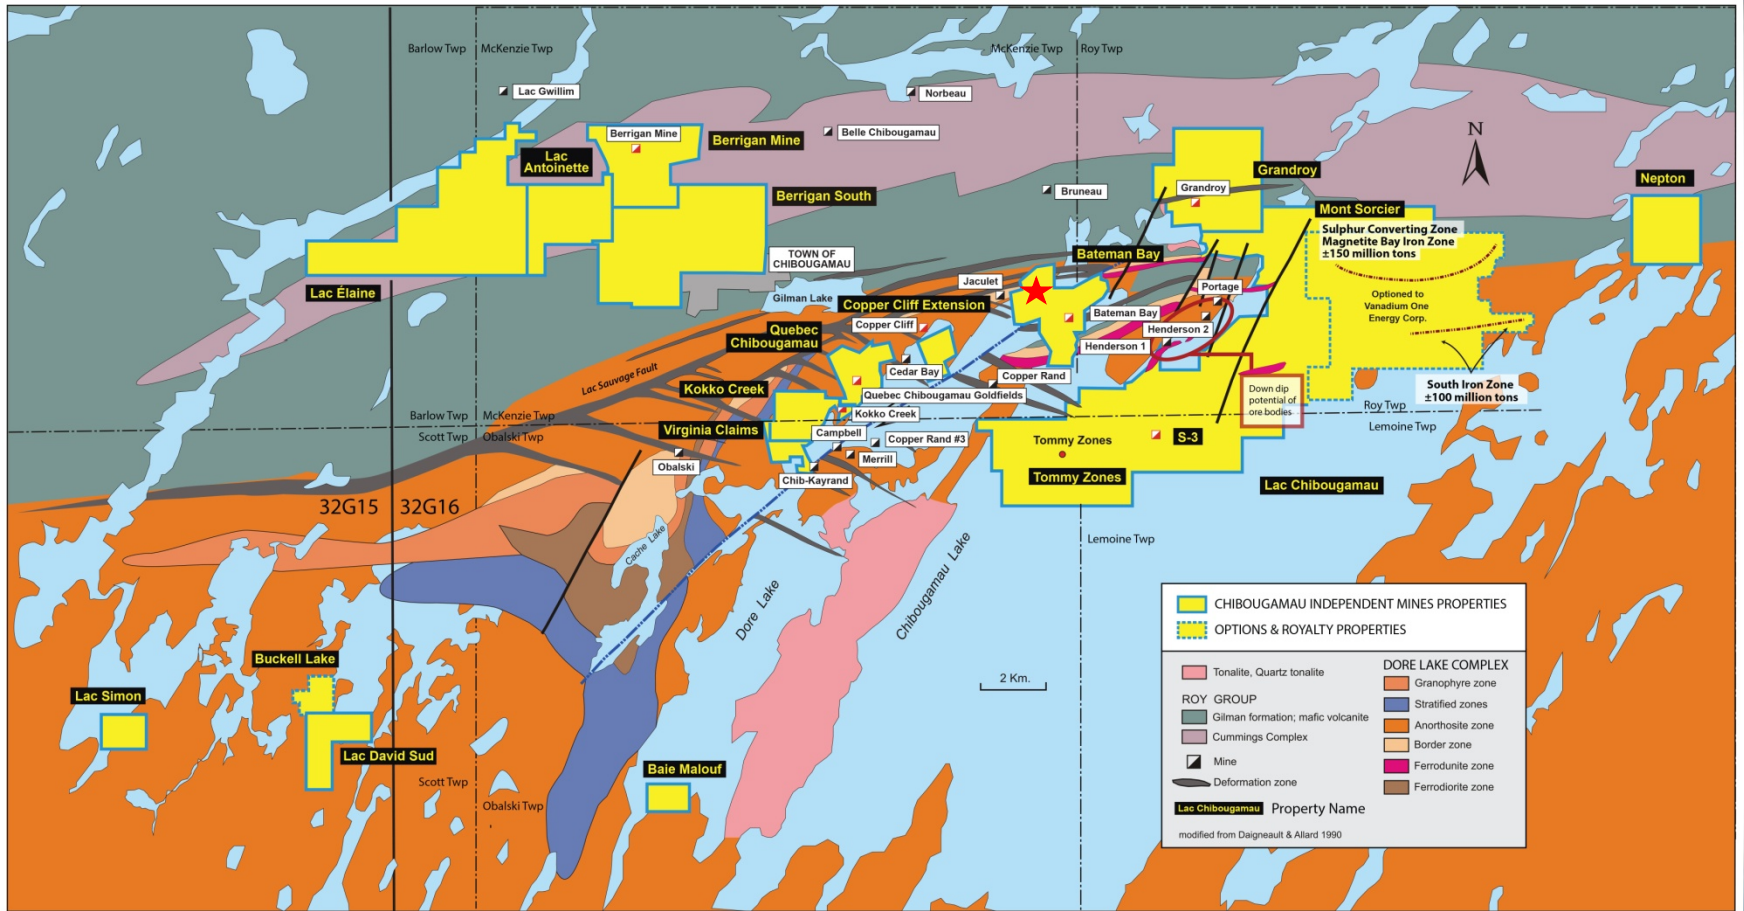 Barlow Twp
McKenzie Twp
McKenzie Twp
Roy Twp
Lac Gwillim
Norbeau
Berrigan Mine
Berrigan Mine
Belle Chibougamau
N
Lac
Antoinette
Grandroy
Nepton
Bruneau
Grandroy
Berrigan South
Mont Sorcier
Sulphur Converting Zone
Magnetite Bay Iron Zone
±150 million tons
TOWN OF
CHIBOUGAMAU
Bateman Bay
Jaculet
Portage
Lac Élaine
Gilman Lake
Copper Cliff Extension
Optioned to
Vanadium One
Energy Corp.
Bateman Bay
Copper Cliff
Henderson 2
Quebec
Chibougamau
Henderson 1
Lac Sauvage Fault
Cedar Bay
Copper Rand
Kokko Creek
Quebec Chibougamau Goldfields
Down dip
potential of
ore bodies
South Iron Zone
±100 million tons
Roy Twp
Lemoine Twp
Barlow Twp
McKenzie Twp
Kokko Creek
Scott Twp
Obalski Twp
Virginia Claims
Campbell
Copper Rand #3
Tommy Zones
S-3
Merrill
Obalski
Chib-Kayrand
Tommy Zones
Lac Chibougamau
32G15
32G16
Cache Lake
Lemoine Twp
Dore Lake
Chibougamau Lake
Buckell Lake
Lac Simon
Lac David Sud
Baie Malouf
Scott Twp
Obalski Twp
2 Km.
CHIBOUGAMAU INDEPENDENT MINES PROPERTIES
OPTIONS & ROYALTY PROPERTIES
Tonalite, Quartz tonalite
ROY GROUP
Gilman formation; mafic volcanite
Cummings Complex
Mine
Deformation zone
Lac Chibougamau
Property Name
modified from Daigneault & Allard 1990
DORE LAKE COMPLEX
Granophyre zone
Stratified zones
Anorthosite zone
Border zone
Ferrodunite zone
Ferrodiorite zone